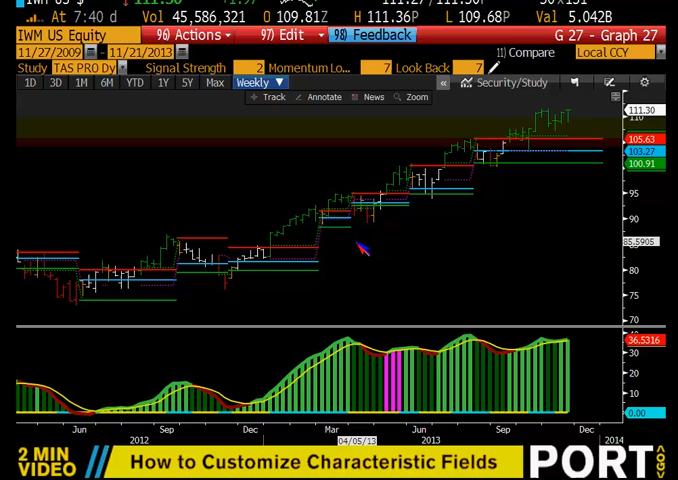 At 7:40 d Vol 45,586,321 O 109.81Z H 111.36P L 109.68P Val 5.042B
IWM US Equity 96) Actions 97) Edit 98) Feedback G 27 - Graph 27
11/27/2009 - 11/21/2013 11) Compare Local CCY
Study TAS PRO Dy Signal Strength 2 Momentum Lo... 7 Look Back 7
1D 3D 1M 6M YTD 1Y 5Y Max Weekly ▼ « Security/Study
Track Annotate News Zoom
111.30
110
105.63
103.27
100.91
95
90
85.5905
80
75
70
40
36.5316
30
20
10
0.00
Jun Sep Dec Mar Jun Sep Dec
2012 04/05/13 2013 2014
2 MIN
VIDEO
How to Customize Characteristic Fields
PORT